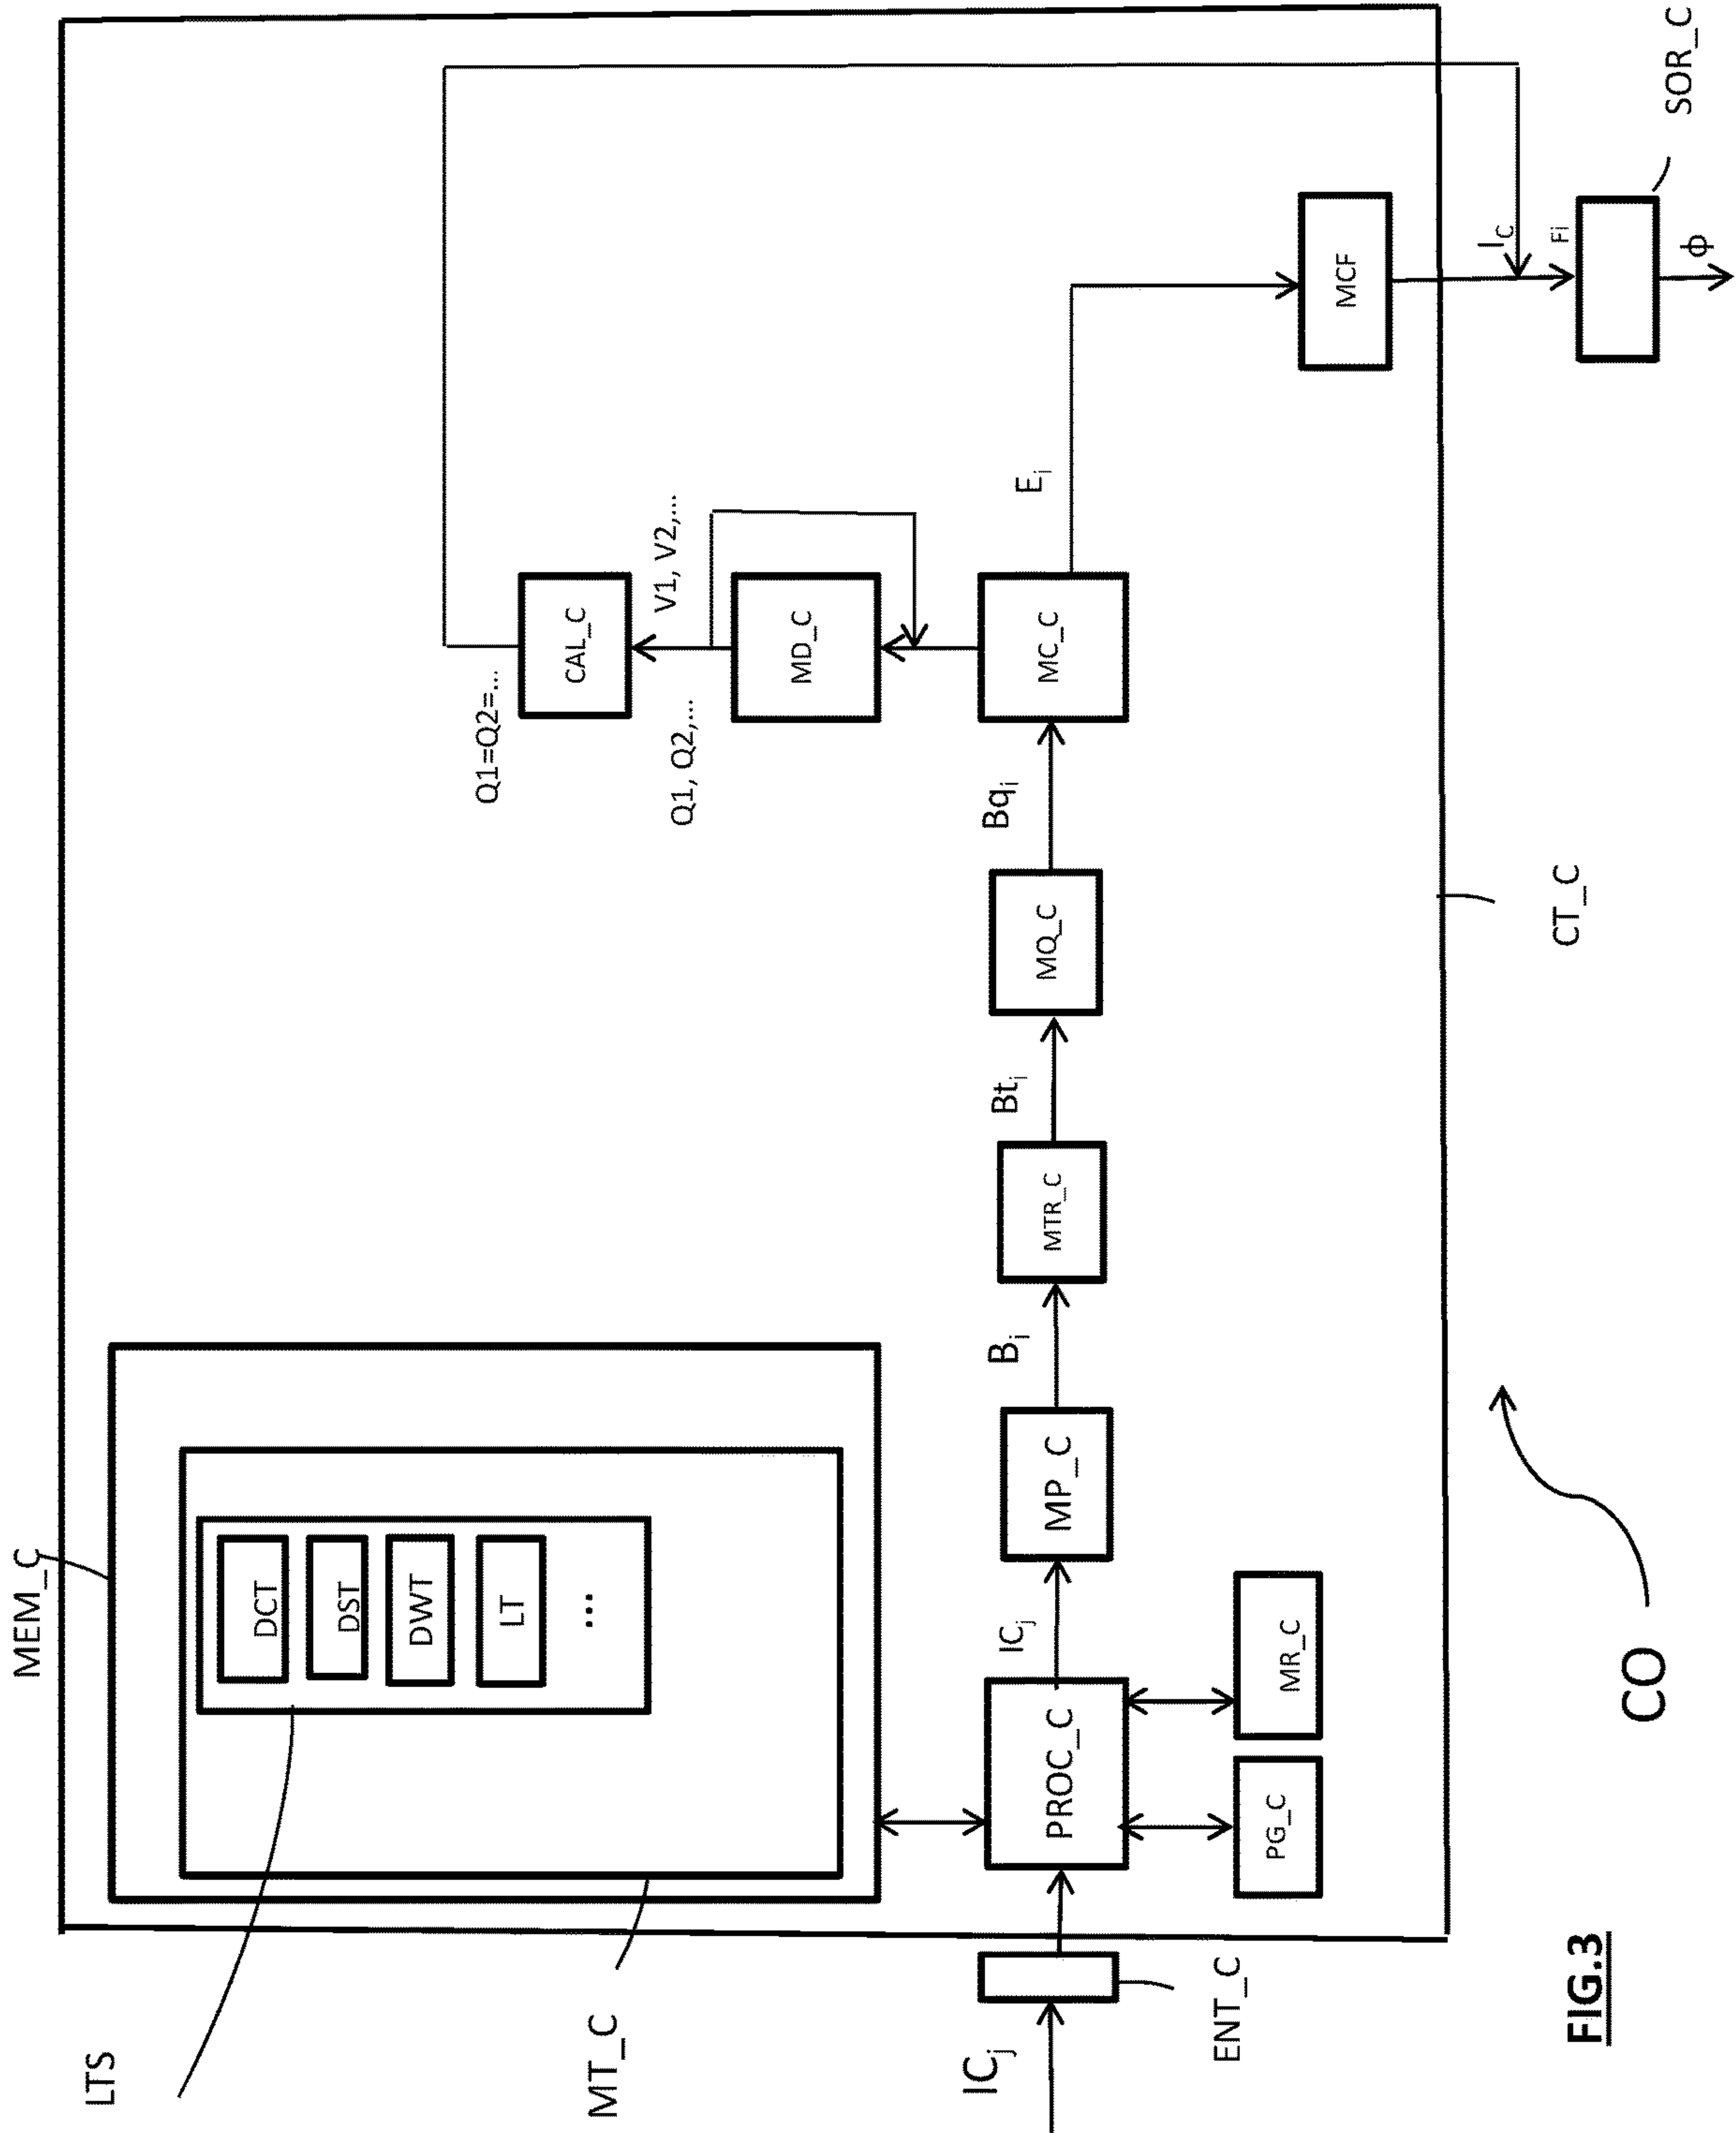 LTS
MEM_C
MT_C
DCT
DST
DWT
LT
...
IC_j
ENT_C
PROC_C
PG_C
MR_C
IC_j
MP_C
B_i
MTR_C
Bt_i
MQ_C
Bq_i
MC_C
MD_C
Q1, Q2,...
V1, V2,...
CAL_C
Q1=Q2=...
E_i
MCF
I_C
Fi
SOR_C
ϕ
CT_C
CO
FIG.3